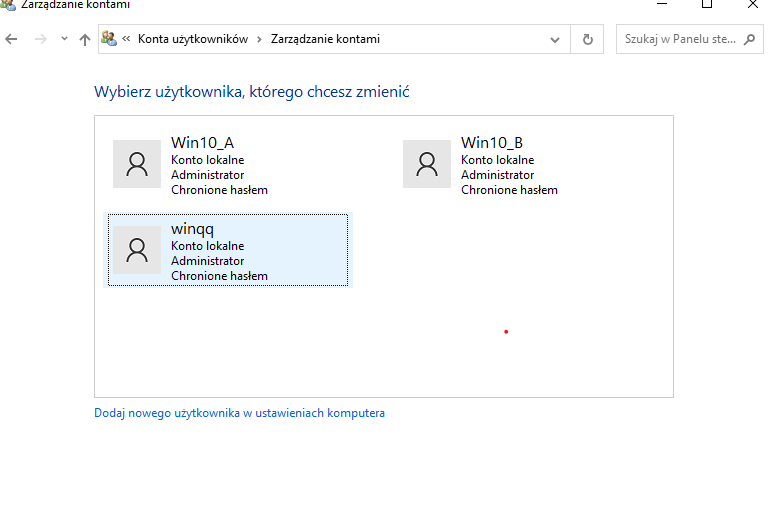 Zarządzanie kontami
« Konta użytkowników › Zarządzanie kontami
Szukaj w Panelu ste...
Wybierz użytkownika, którego chcesz zmienić
Win10_A
Konto lokalne
Administrator
Chronione hasłem
Win10_B
Konto lokalne
Administrator
Chronione hasłem
winqq
Konto lokalne
Administrator
Chronione hasłem
Dodaj nowego użytkownika w ustawieniach komputera